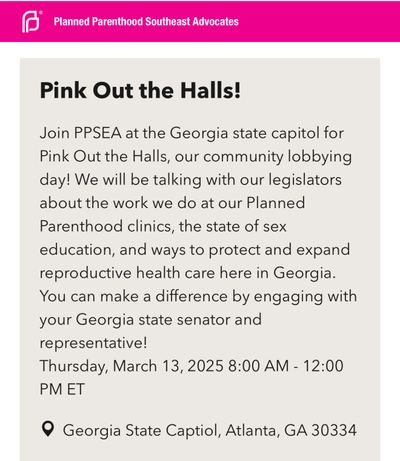 Planned Parenthood Southeast Advocates
Pink Out the Halls!
Join PPSEA at the Georgia state capitol for
Pink Out the Halls, our community lobbying
day! We will be talking with our legislators
about the work we do at our Planned
Parenthood clinics, the state of sex
education, and ways to protect and expand
reproductive health care here in Georgia.
You can make a difference by engaging with
your Georgia state senator and
representative!
Thursday, March 13, 2025 8:00 AM - 12:00
PM ET
Georgia State Captiol, Atlanta, GA 30334